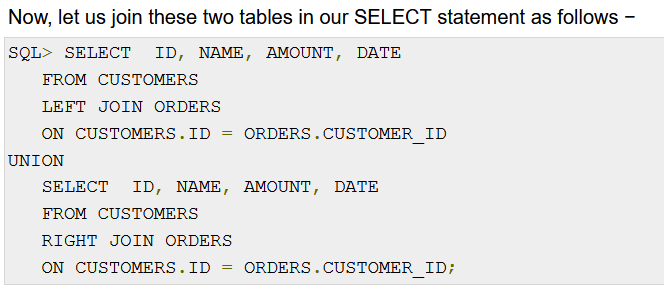 Now, let us join these two tables in our SELECT statement as follows −
SQL> SELECT  ID, NAME, AMOUNT, DATE
   FROM CUSTOMERS
   LEFT JOIN ORDERS
   ON CUSTOMERS.ID = ORDERS.CUSTOMER_ID
UNION
   SELECT  ID, NAME, AMOUNT, DATE
   FROM CUSTOMERS
   RIGHT JOIN ORDERS
   ON CUSTOMERS.ID = ORDERS.CUSTOMER_ID;